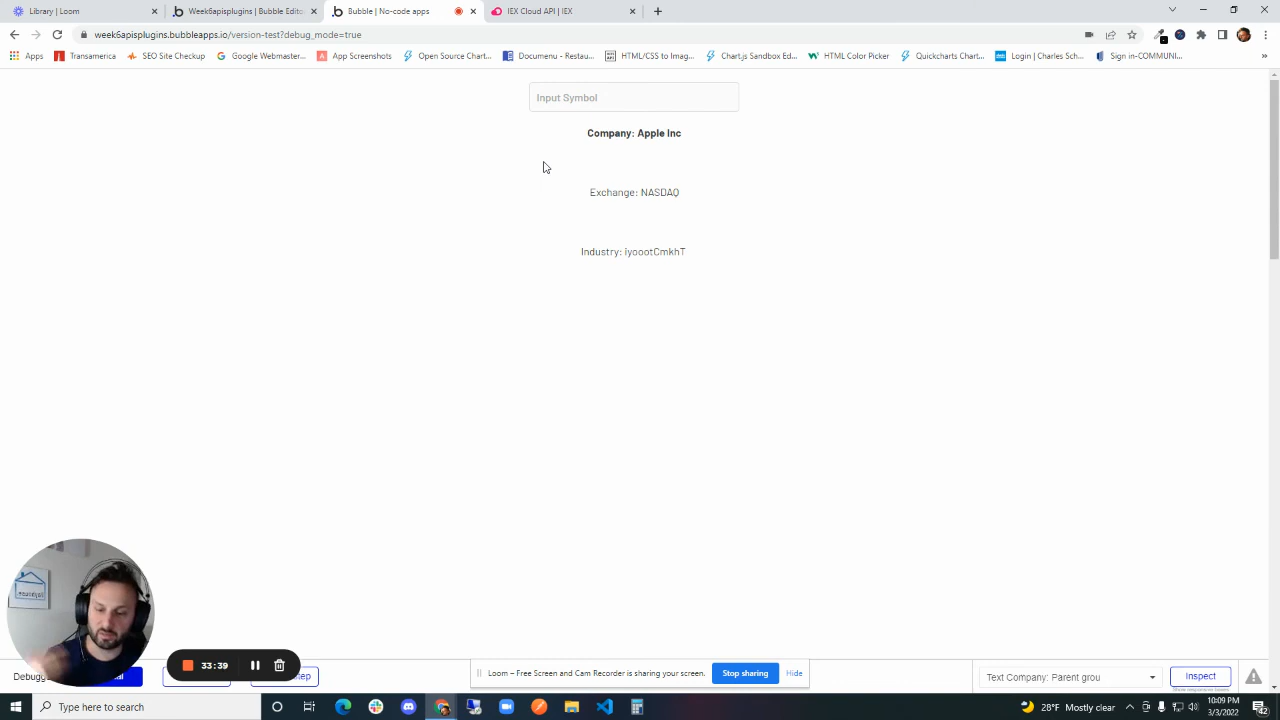 Library | Loom
Week6apisplugins | Bubble Edito
Bubble | No-code apps
IEX Cloud API | IEX
week6apisplugins.bubbleapps.io/version-test?debug_mode=true
Apps
Transamerica
SEO Site Checkup
Google Webmaster...
App Screenshots
Open Source Chart...
Documenu - Restau...
HTML/CSS to Imag...
Chart.js Sandbox Ed...
HTML Color Picker
Quickcharts Chart...
Login | Charles Sch...
Sign in-COMMUNI...
Input Symbol
Company: Apple Inc
Exchange: NASDAQ
Industry: iyoootCmkhT
33:39
Debugg
Loom – Free Screen and Cam Recorder is sharing your screen.
Stop sharing
Hide
Text Company: Parent grou
Inspect
Type here to search
28°F Mostly clear
10:09 PM
3/3/2022